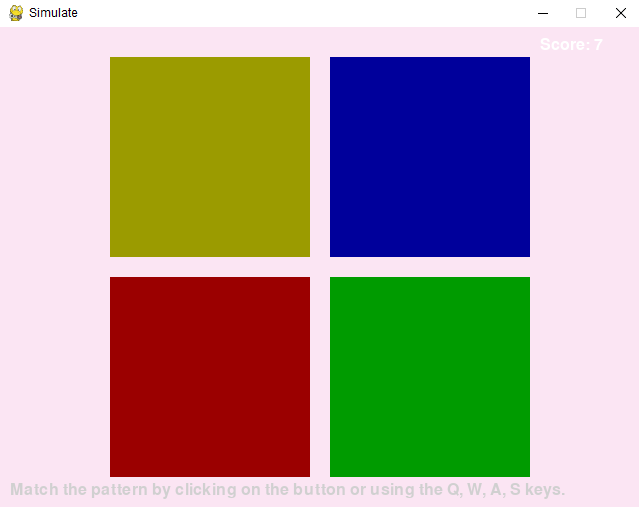 Simulate
Score: 7
Match the pattern by clicking on the button or using the Q, W, A, S keys.